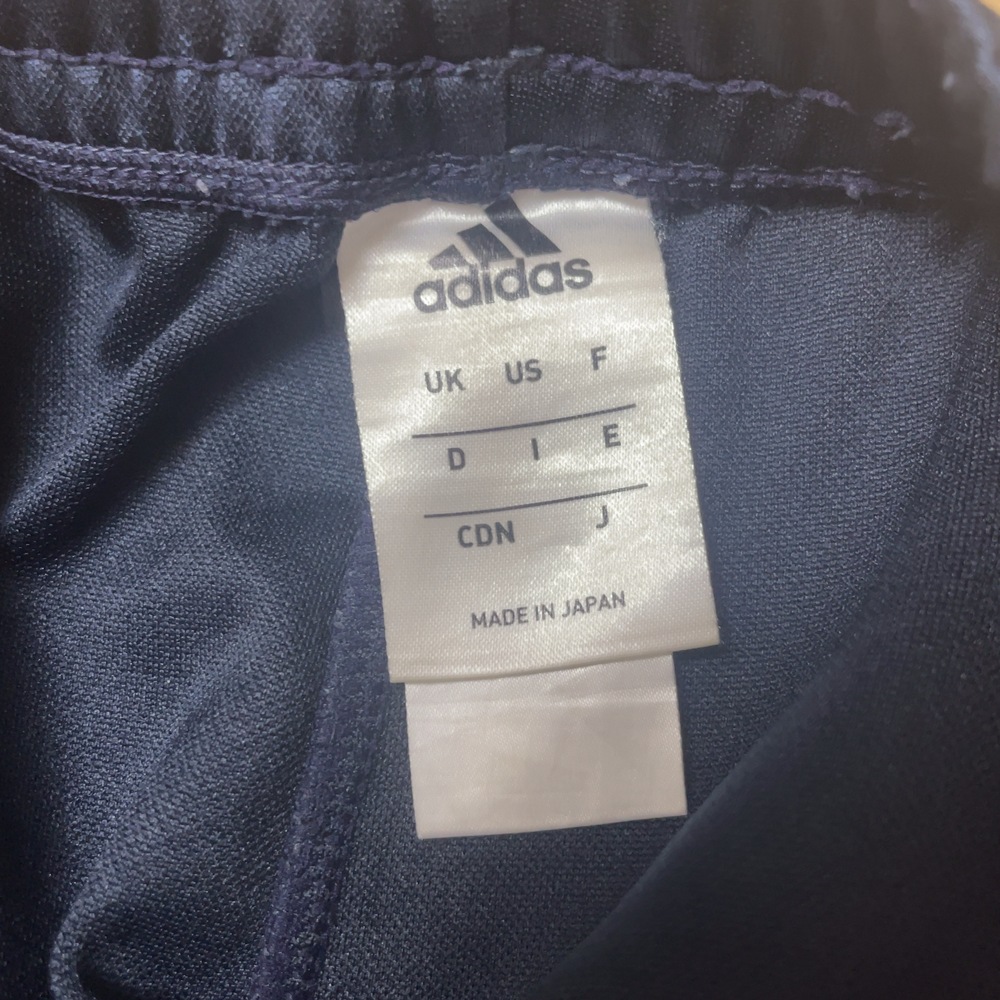 adidas
UK US F
D I E
CDN J
MADE IN JAPAN